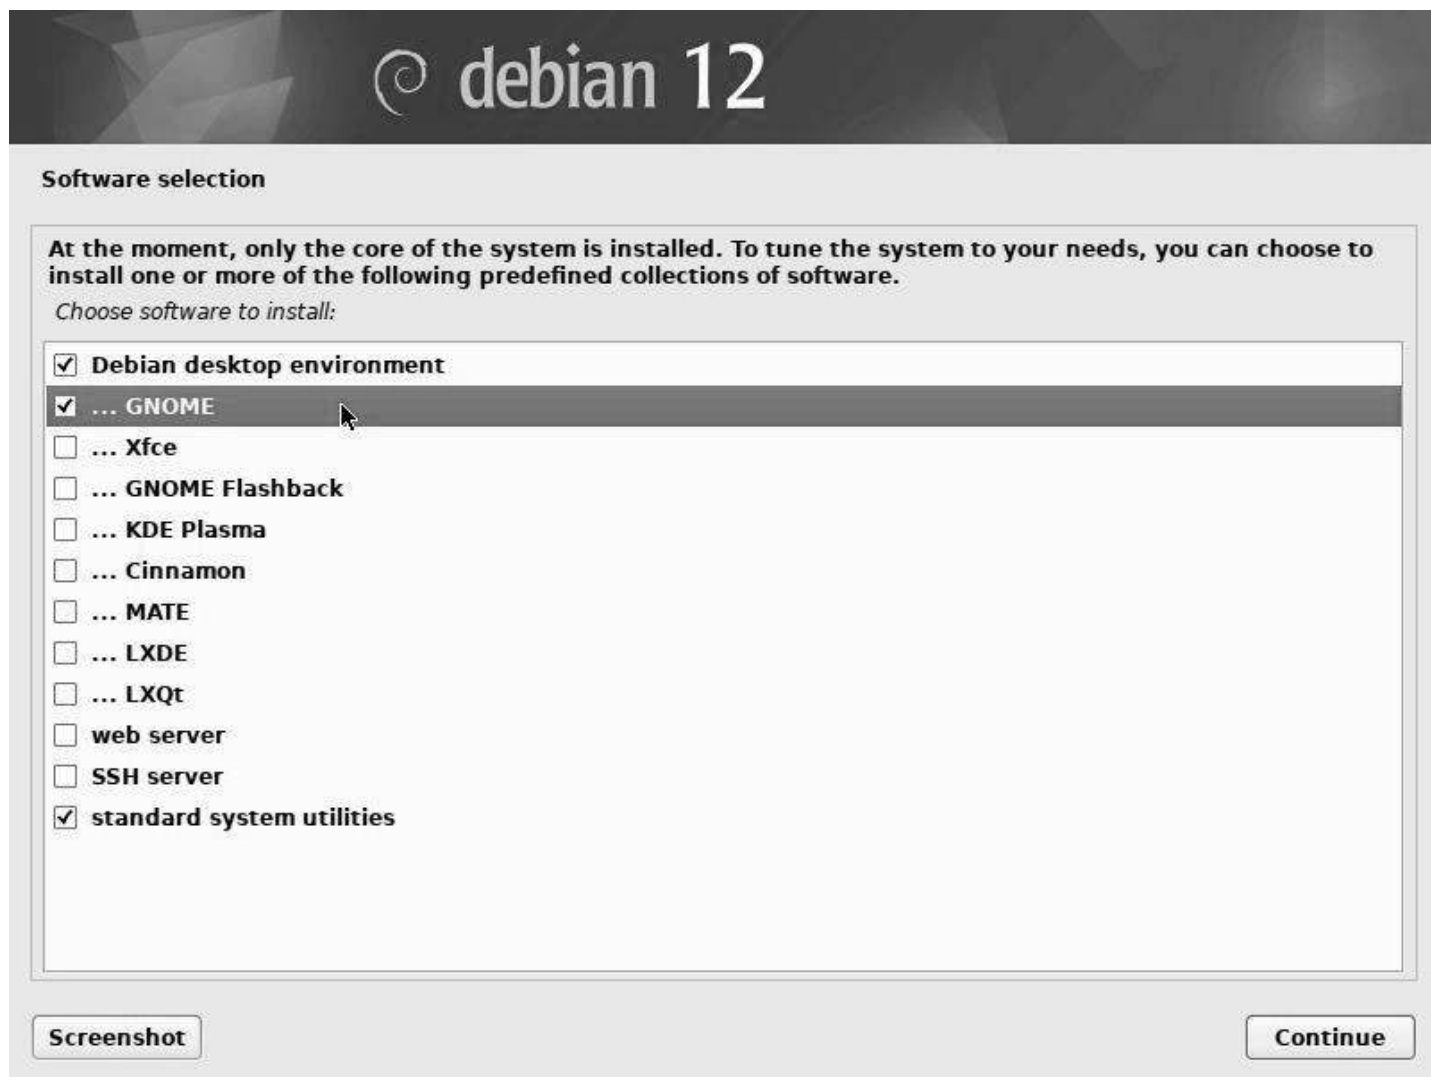 debian 12
Software selection
At the moment, only the core of the system is installed. To tune the system to your needs, you can choose to
install one or more of the following predefined collections of software.
Choose software to install:
Debian desktop environment
... GNOME
... Xfce
... GNOME Flashback
... KDE Plasma
... Cinnamon
... MATE
... LXDE
... LXQt
web server
SSH server
standard system utilities
Screenshot
Continue